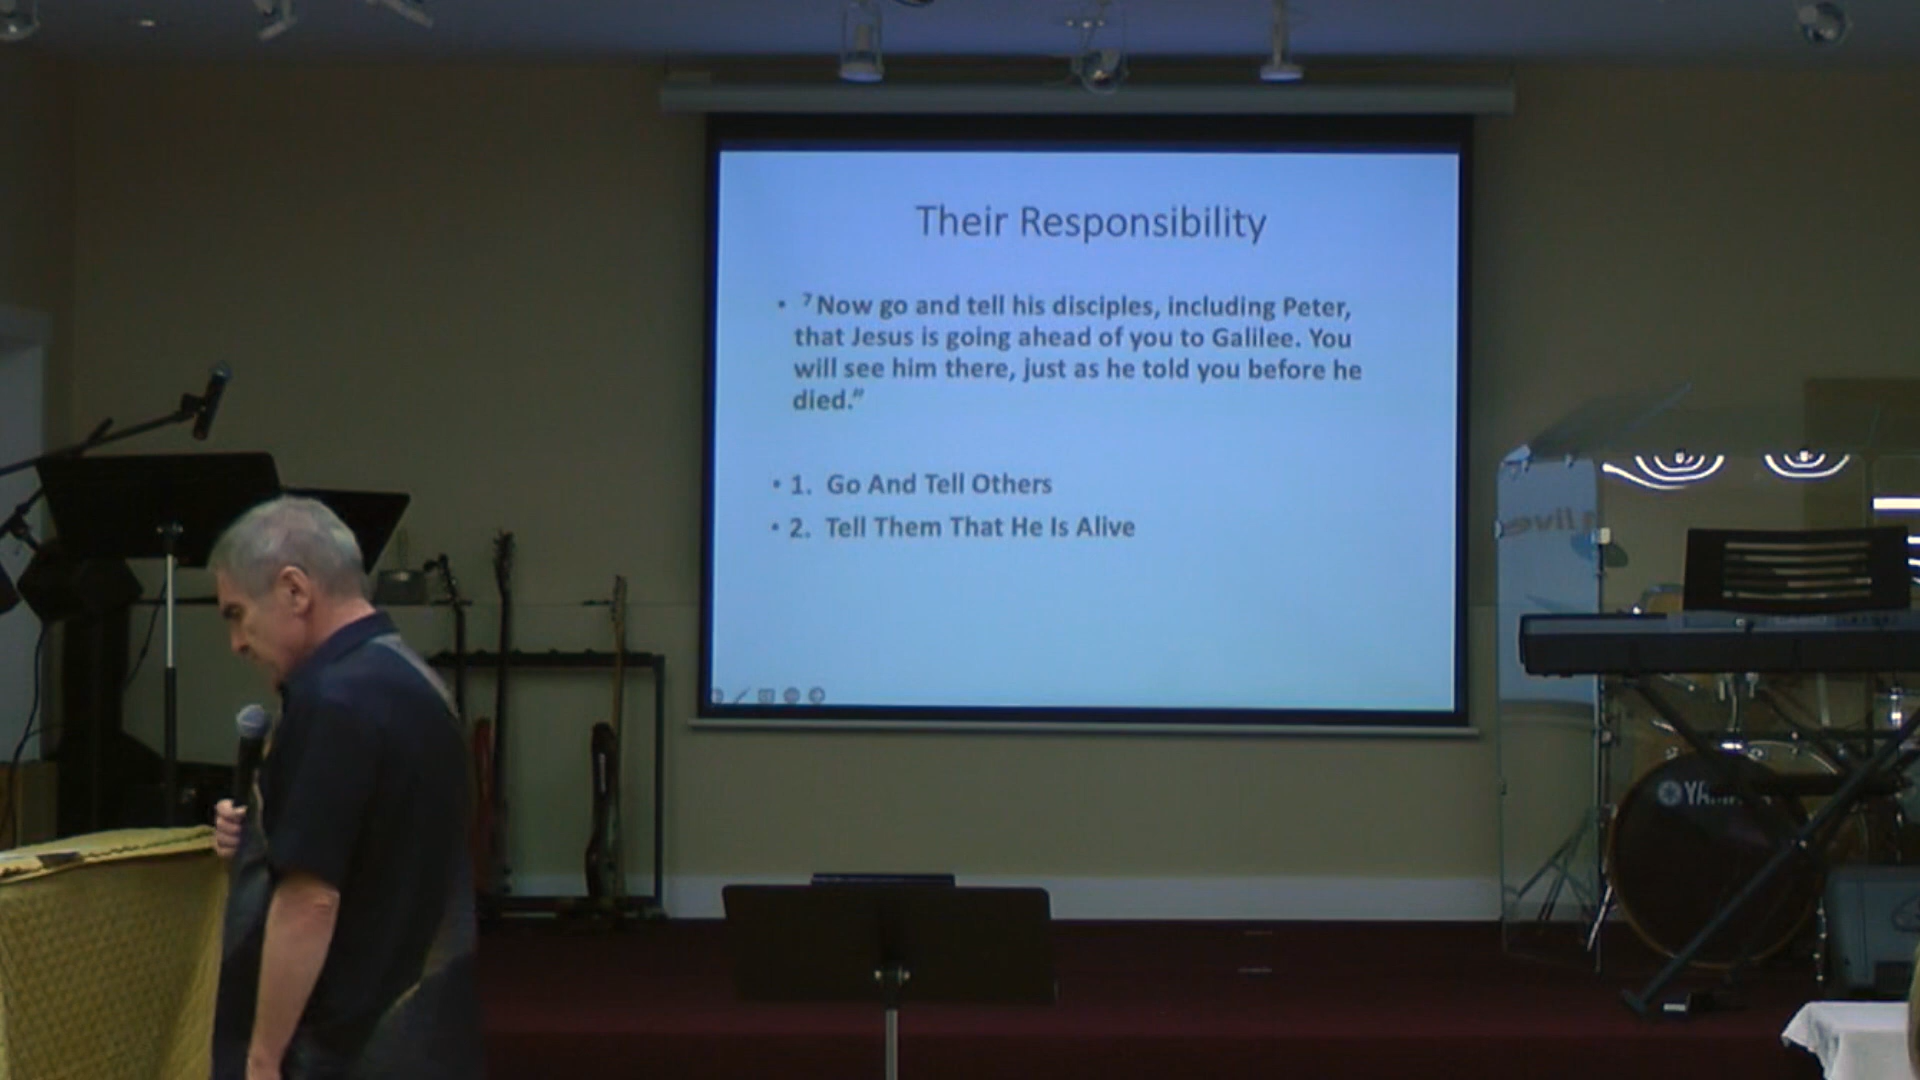 Their Responsibility
• ⁷ Now go and tell his disciples, including Peter,
that Jesus is going ahead of you to Galilee. You
will see him there, just as he told you before he
died.”
• 1. Go And Tell Others
• 2. Tell Them That He Is Alive